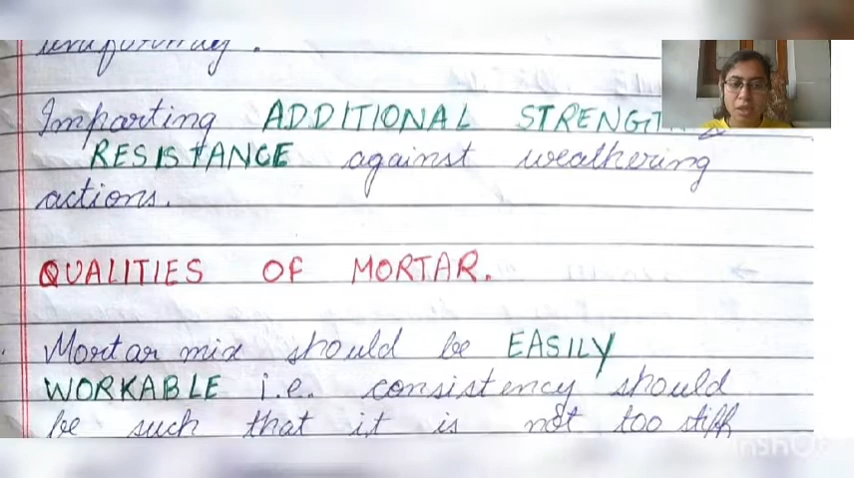 Imparting ADDITIONAL STRENGT
RESISTANCE against weathering
actions.
QUALITIES OF MORTAR.
Mortar mix should be EASILY
WORKABLE i.e. consistency should
be such that it is not too stiff